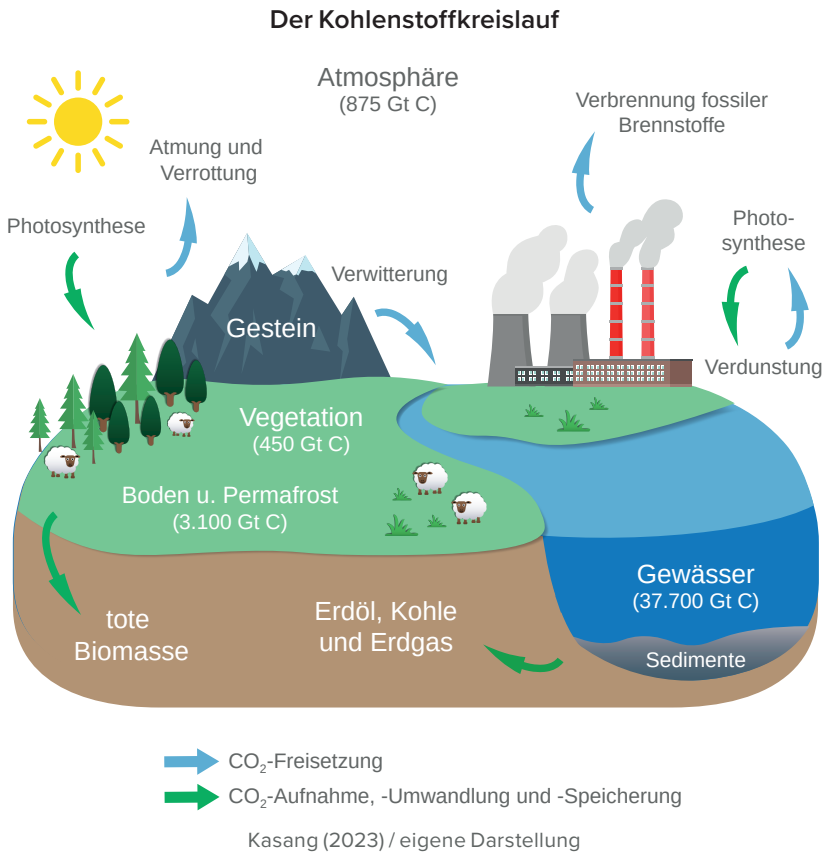 Der Kohlenstoffkreislauf
Atmosphäre
(875 Gt C)
Verbrennung fossiler
Brennstoffe
Atmung und
Verrottung
Photosynthese
Photo-
synthese
Verwitterung
Gestein
Verdunstung
Vegetation
(450 Gt C)
Boden u. Permafrost
(3.100 Gt C)
Gewässer
(37.700 Gt C)
tote
Biomasse
Erdöl, Kohle
und Erdgas
Sedimente
CO₂-Freisetzung
CO₂-Aufnahme, -Umwandlung und -Speicherung
Kasang (2023) / eigene Darstellung